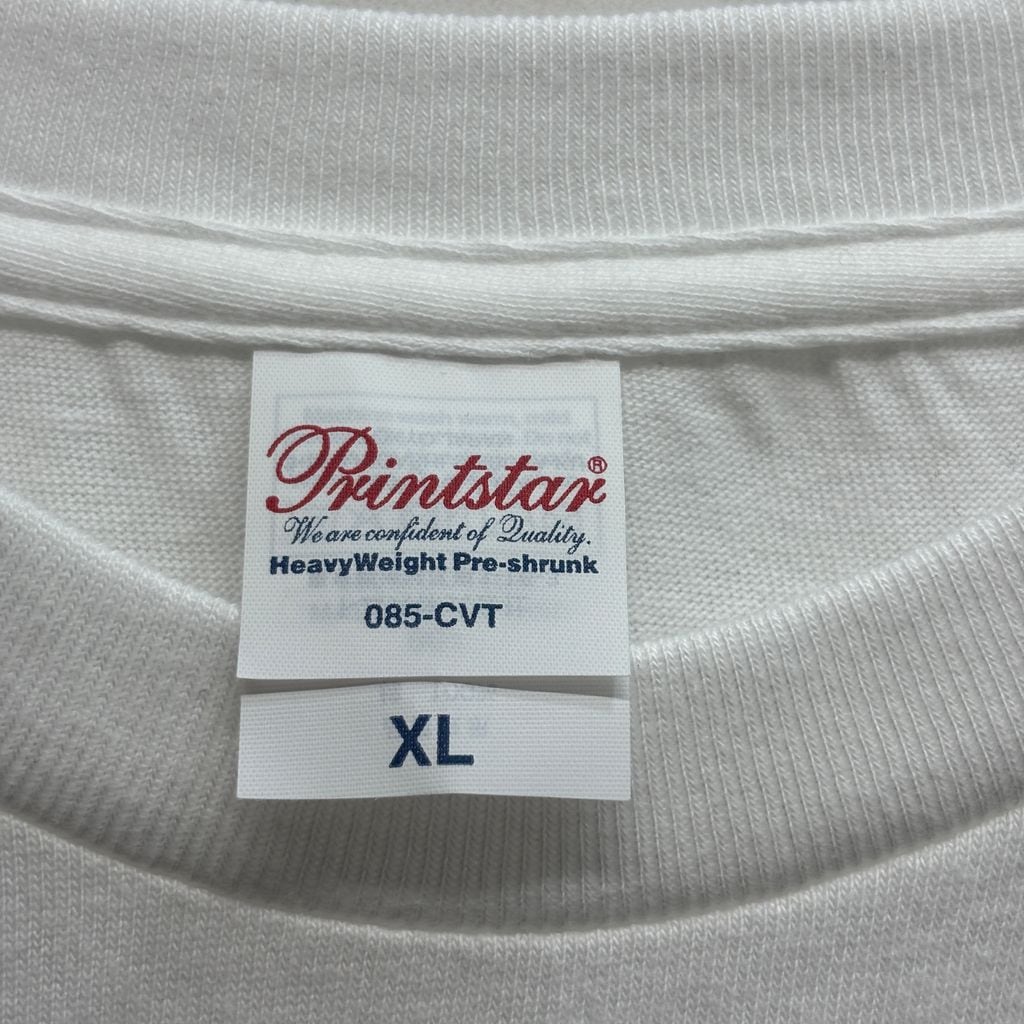 Printstar®
We are confident of Quality.
HeavyWeight Pre-shrunk
085-CVT
XL